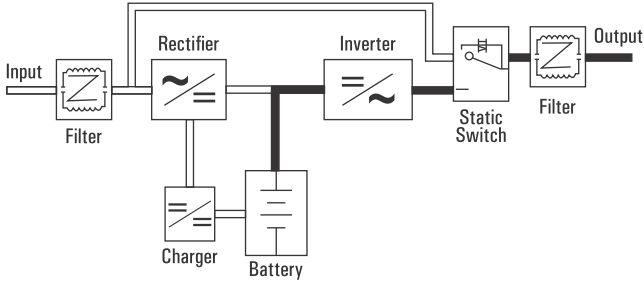 Output
Rectifier
Inverter
Input
Filter
Static
Switch
Filter
Charger
Battery